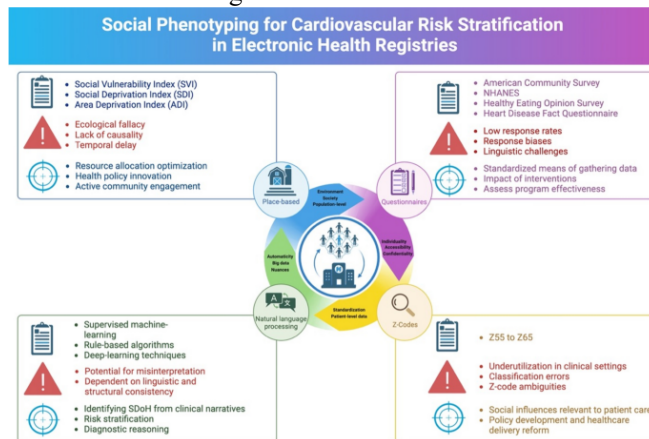 Social Phenotyping for Cardiovascular Risk Stratification
in Electronic Health Registries
• Social Vulnerability Index (SVI)
• Social Deprivation Index (SDI)
• Area Deprivation Index (ADI)
• Ecological fallacy
• Lack of causality
• Temporal delay
• Resource allocation optimization
• Health policy innovation
• Active community engagement
Place-based
• American Community Survey
• NHANES
• Healthy Eating Opinion Survey
• Heart Disease Fact Questionnaire
• Low response rates
• Response biases
• Linguistic challenges
• Standardized means of gathering data
• Impact of interventions
• Assess program effectiveness
Questionnaires
Environment
Society
Population-level
Individuality
Accessibility
Confidentiality
Automaticity
Big data
Nuances
Standardization
Patient-level data
H
A
Natural language
processing
Z-Codes
• Supervised machine-
learning
• Rule-based algorithms
• Deep-learning techniques
• Potential for misinterpretation
• Dependent on linguistic and
structural consistency
• Identifying SDoH from clinical narratives
• Risk stratification
• Diagnostic reasoning
• Z55 to Z65
• Underutilization in clinical settings
• Classification errors
• Z-code ambiguities
• Social influences relevant to patient care
• Policy development and healthcare
delivery reform